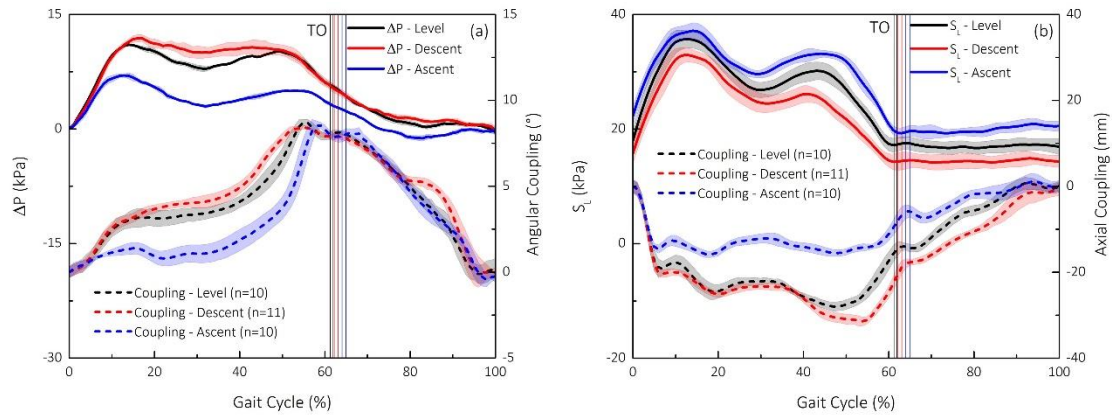 TO
(a)
ΔP - Level
ΔP - Descent
ΔP - Ascent
Coupling - Level (n=10)
Coupling - Descent (n=11)
Coupling - Ascent (n=10)
15
0
-15
-30
ΔP (kPa)
15
10
5
0
-5
Angular Coupling (°)
0
20
40
60
80
100
Gait Cycle (%)
TO
(b)
S_L - Level
S_L - Descent
S_L - Ascent
Coupling - Level (n=10)
Coupling - Descent (n=11)
Coupling - Ascent (n=10)
40
20
0
-20
S_L (kPa)
40
20
0
-20
-40
Axial Coupling (mm)
0
20
40
60
80
100
Gait Cycle (%)